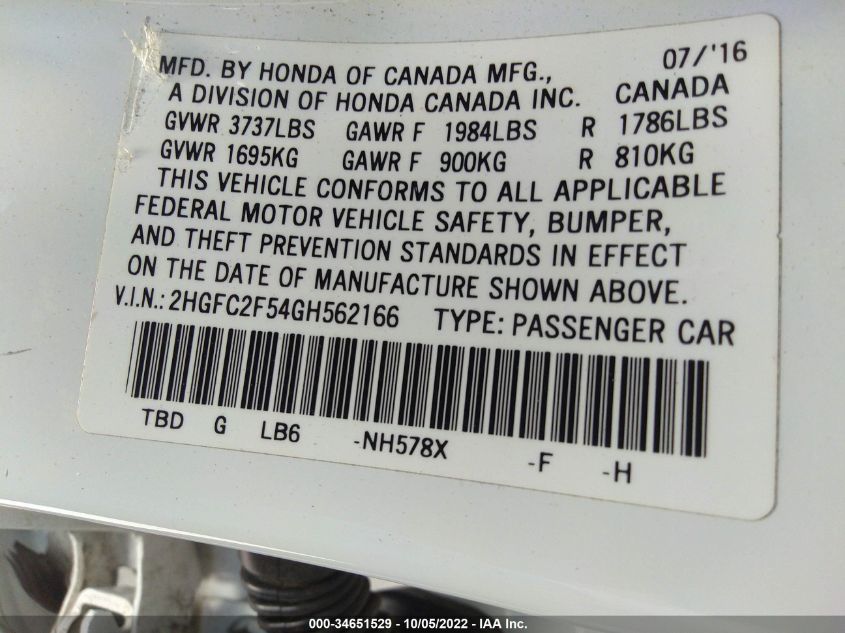 07/'16
MFD. BY HONDA OF CANADA MFG.,
A DIVISION OF HONDA CANADA INC. CANADA
GVWR 3737LBS GAWR F 1984LBS R 1786LBS
GVWR 1695KG GAWR F 900KG R 810KG
THIS VEHICLE CONFORMS TO ALL APPLICABLE
FEDERAL MOTOR VEHICLE SAFETY, BUMPER,
AND THEFT PREVENTION STANDARDS IN EFFECT
ON THE DATE OF MANUFACTURE SHOWN ABOVE.
V.I.N.: 2HGFC2F54GH562166 TYPE: PASSENGER CAR
TBD G LB6 -NH578X -F -H
000-34651529 - 10/05/2022 - IAA Inc.